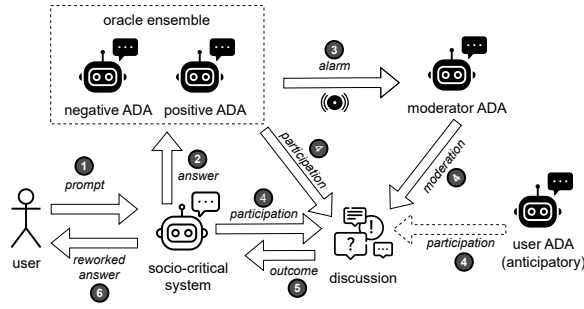 oracle ensemble
negative ADA
positive ADA
3
alarm
moderator ADA
1
prompt
2
answer
4
participation
4
participation
4
moderation
!
?
participation
4
user
reworked
answer
6
socio-critical
system
outcome
5
discussion
user ADA
(anticipatory)